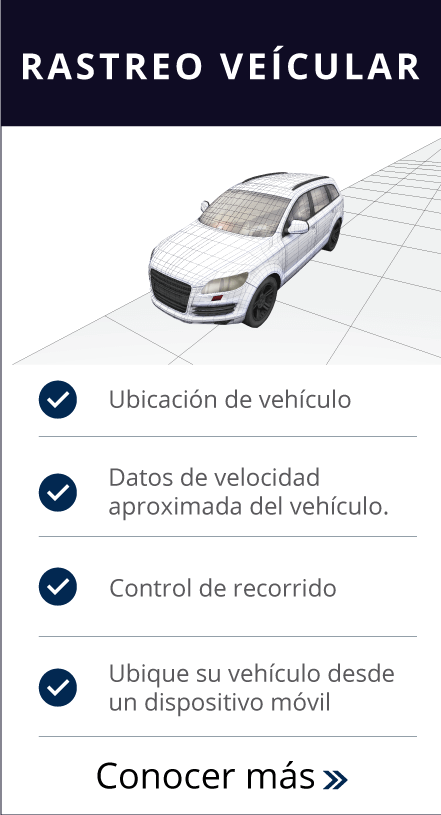 RASTREO VEÍCULAR
Ubicación de vehículo
Datos de velocidad
aproximada del vehículo.
Control de recorrido
Ubique su vehículo desde
un dispositivo móvil
Conocer más